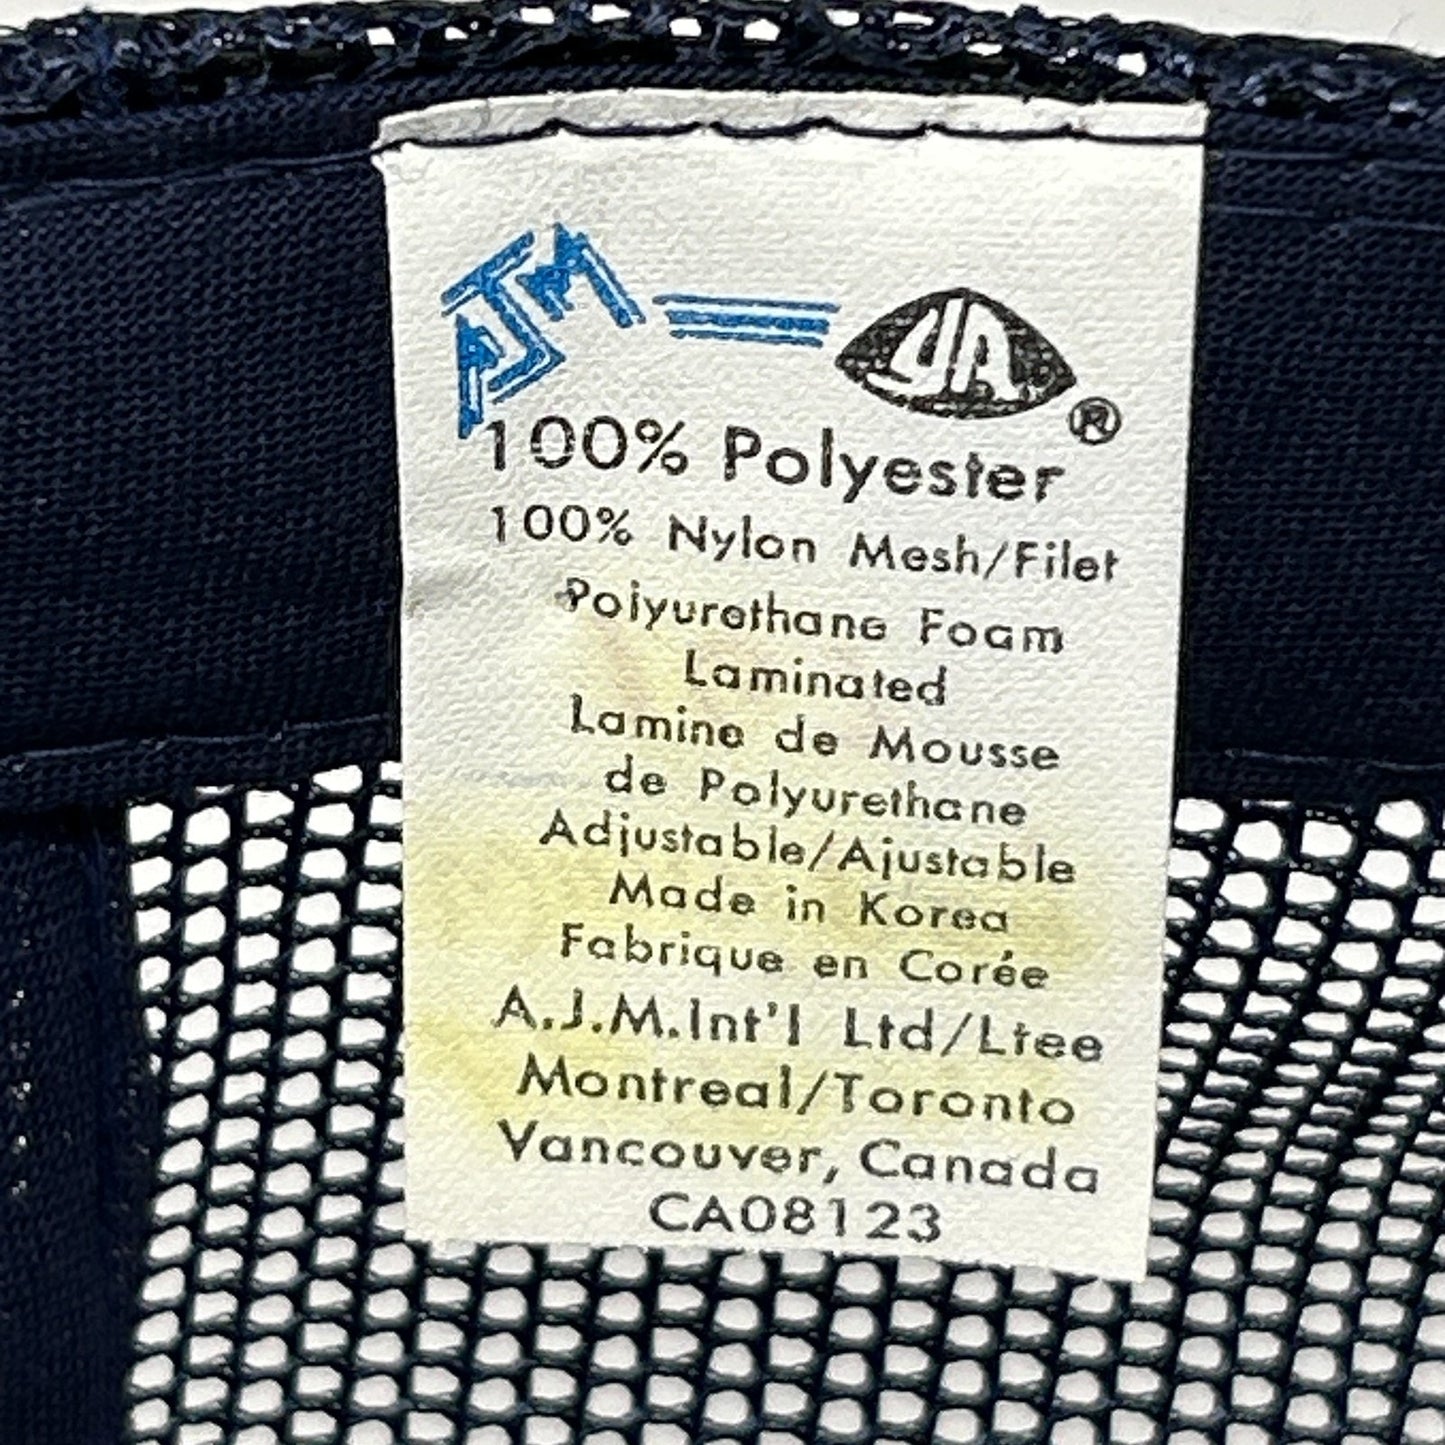 AJM YA ®
100% Polyester
100% Nylon Mesh/Filet
Polyurethane Foam
Laminated
Lamine de Mousse
de Polyurethane
Adjustable/Ajustable
Made in Korea
Fabrique en Corée
A.J.M.Int'l Ltd/Ltee
Montreal/Toronto
Vancouver, Canada
CA08123